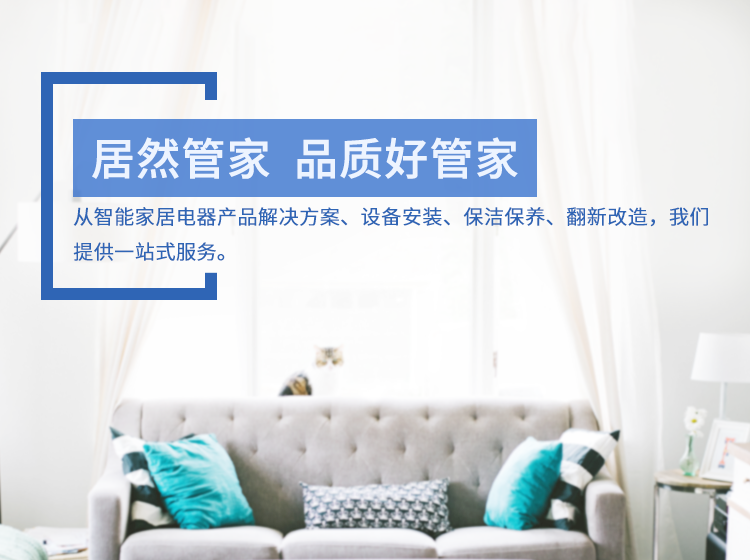 居然管家 品质好管家
从智能家居电器产品解决方案、设备安装、保洁保养、翻新改造，我们
提供一站式服务。